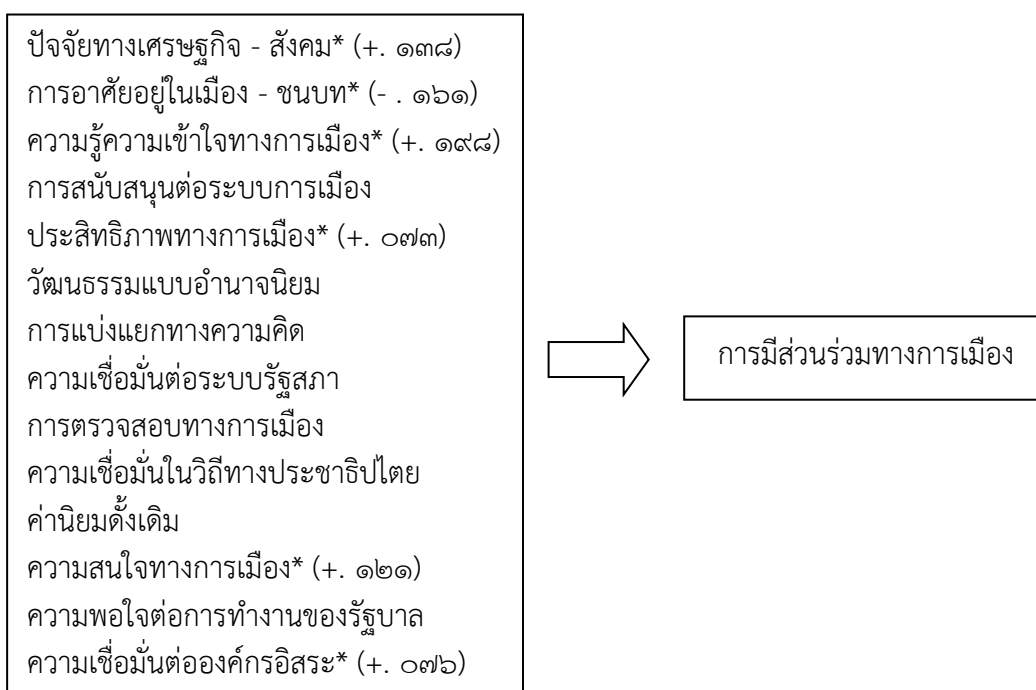 ปัจจัยทางเศรษฐกิจ - สังคม* (+. ๑๓๘)
การอาศัยอยู่ในเมือง - ชนบท* (- . ๑๖๑)
ความรู้ความเข้าใจทางการเมือง* (+. ๑๙๘)
การสนับสนุนต่อระบบการเมือง
ประสิทธิภาพทางการเมือง* (+. ๐๗๓)
วัฒนธรรมแบบอำนาจนิยม
การแบ่งแยกทางความคิด
ความเชื่อมั่นต่อระบบรัฐสภา
การตรวจสอบทางการเมือง
ความเชื่อมั่นในวิถีทางประชาธิปไตย
ค่านิยมดั้งเดิม
ความสนใจทางการเมือง* (+. ๑๒๑)
ความพอใจต่อการทำงานของรัฐบาล
ความเชื่อมั่นต่อองค์กรอิสระ* (+. ๐๗๖)
การมีส่วนร่วมทางการเมือง